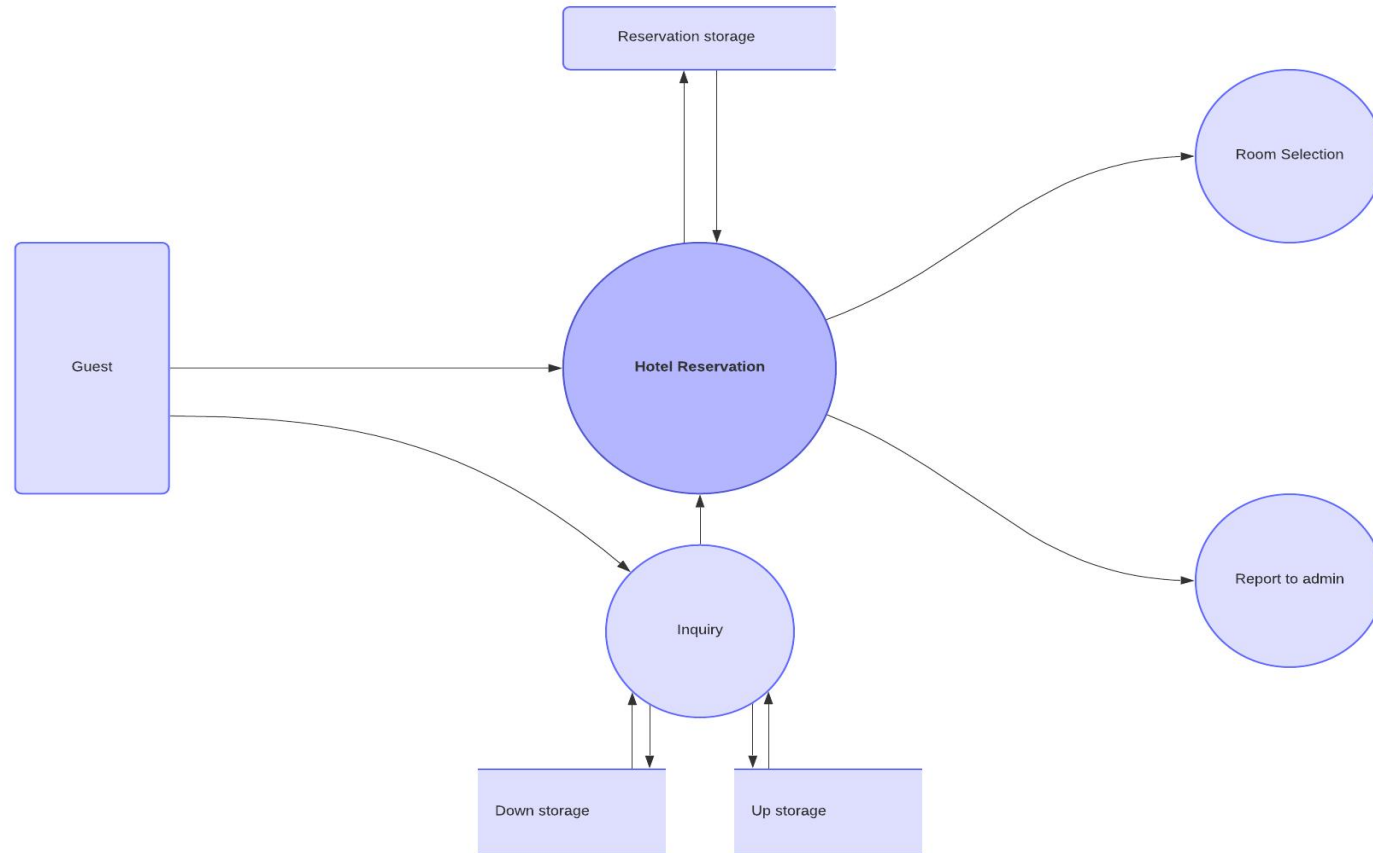 Reservation storage
Room Selection
Guest
Hotel Reservation
Report to admin
Inquiry
Down storage
Up storage